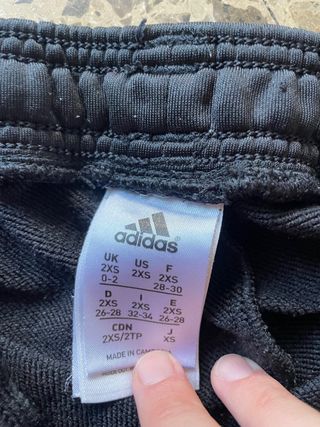 adidas
UK US F
2XS 2XS 2XS
0-2 28-30
D I E
2XS 2XS 2XS
26-28 32-34 26-28
CDN J
2XS/2TP XS
MADE IN